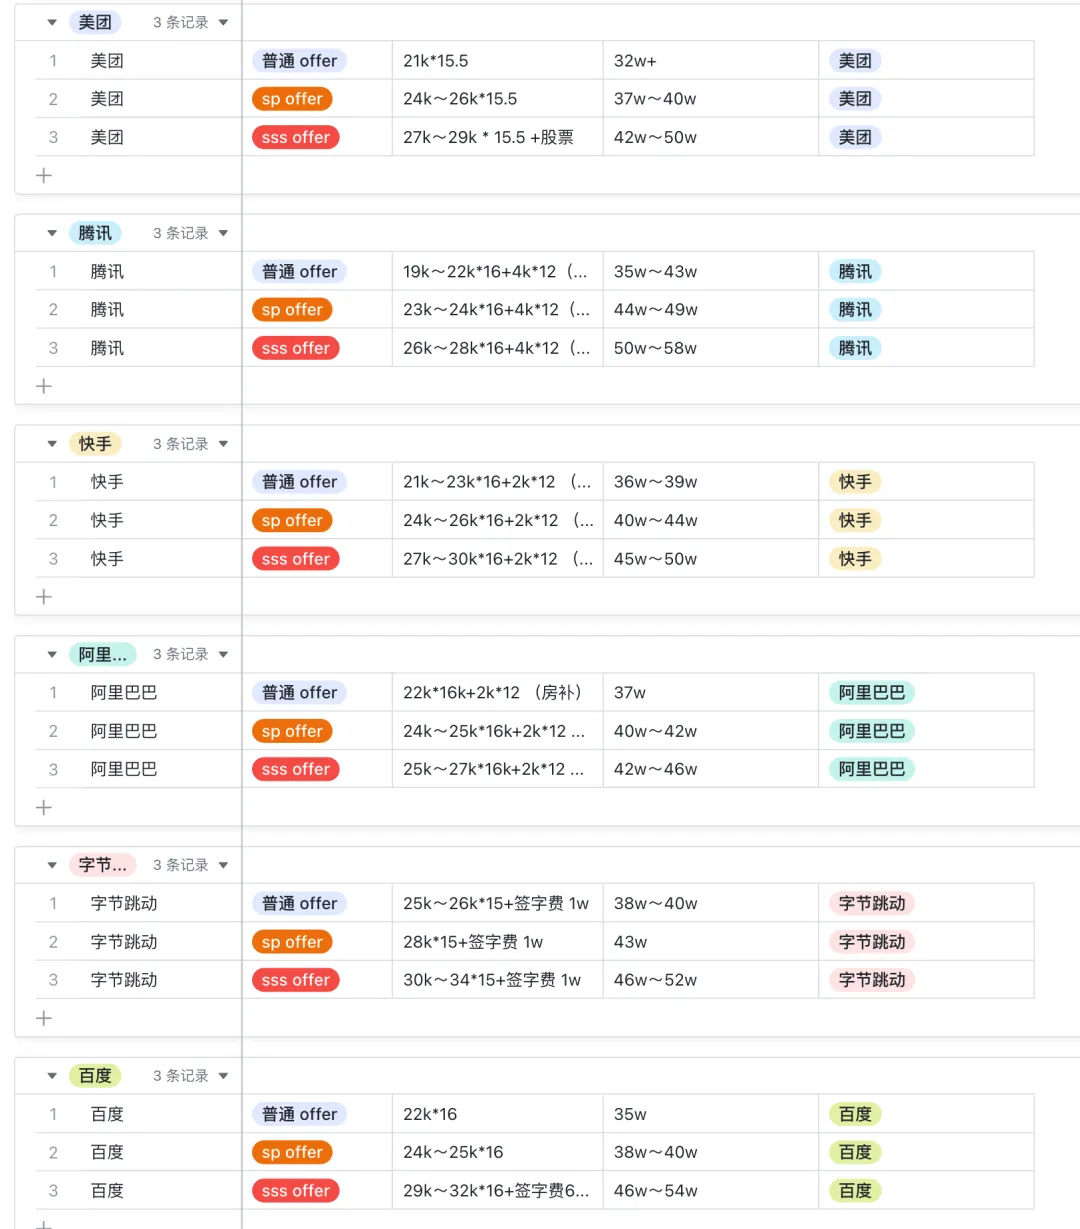 美团 3 条记录
1 美团 普通 offer 21k*15.5 32w+ 美团
2 美团 sp offer 24k～26k*15.5 37w～40w 美团
3 美团 sss offer 27k～29k * 15.5 +股票 42w～50w 美团
腾讯 3 条记录
1 腾讯 普通 offer 19k～22k*16+4k*12（... 35w～43w 腾讯
2 腾讯 sp offer 23k～24k*16+4k*12（... 44w～49w 腾讯
3 腾讯 sss offer 26k～28k*16+4k*12（... 50w～58w 腾讯
快手 3 条记录
1 快手 普通 offer 21k～23k*16+2k*12 （... 36w～39w 快手
2 快手 sp offer 24k～26k*16+2k*12 （... 40w～44w 快手
3 快手 sss offer 27k～30k*16+2k*12 （... 45w～50w 快手
阿里... 3 条记录
1 阿里巴巴 普通 offer 22k*16k+2k*12 （房补） 37w 阿里巴巴
2 阿里巴巴 sp offer 24k～25k*16k+2k*12 ... 40w～42w 阿里巴巴
3 阿里巴巴 sss offer 25k～27k*16k+2k*12 ... 42w～46w 阿里巴巴
字节... 3 条记录
1 字节跳动 普通 offer 25k～26k*15+签字费 1w 38w～40w 字节跳动
2 字节跳动 sp offer 28k*15+签字费 1w 43w 字节跳动
3 字节跳动 sss offer 30k～34*15+签字费 1w 46w～52w 字节跳动
百度 3 条记录
1 百度 普通 offer 22k*16 35w 百度
2 百度 sp offer 24k～25k*16 38w～40w 百度
3 百度 sss offer 29k～32k*16+签字费6... 46w～54w 百度